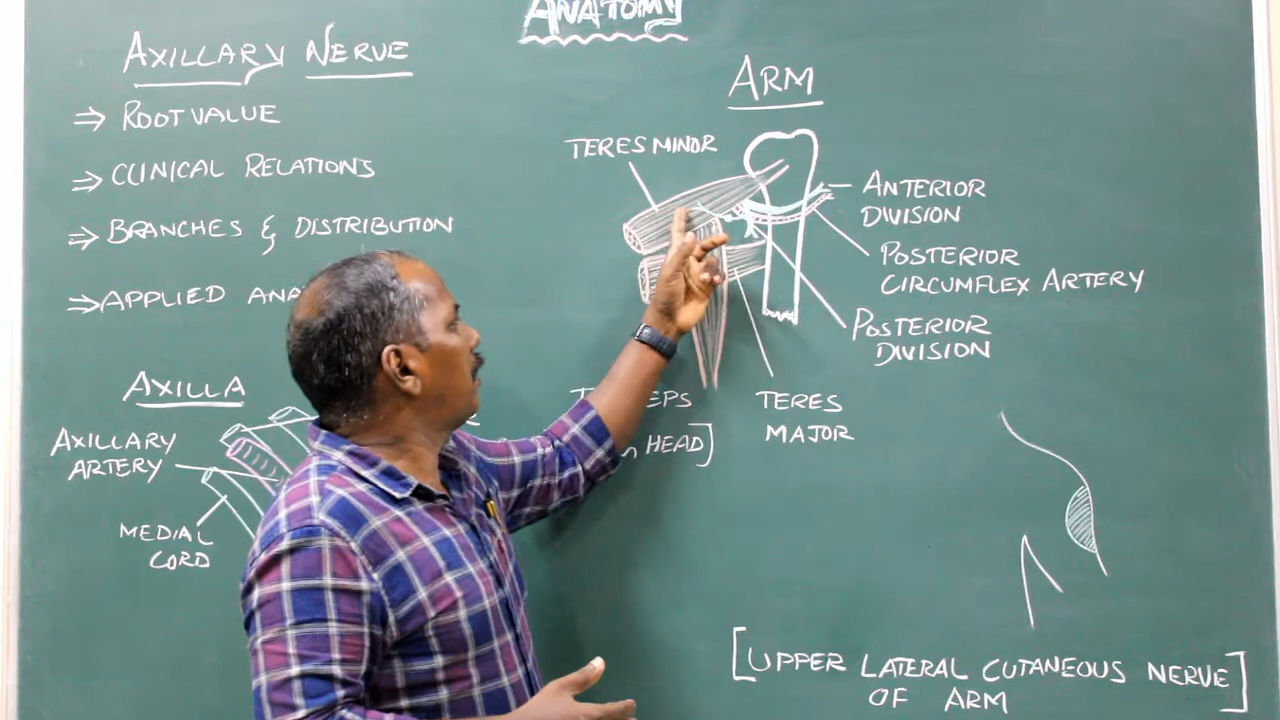 ANATOMY
AXILLARY NERVE
⇒ ROOT VALUE
⇒ CLINICAL RELATIONS
⇒ BRANCHES & DISTRIBUTION
⇒ APPLIED ANA
AXILLA
AXILLARY
ARTERY
MEDIAL
CORD
ARM
TERES MINOR
ANTERIOR
DIVISION
POSTERIOR
CIRCUMFLEX ARTERY
POSTERIOR
DIVISION
EPS
HEAD]
TERES
MAJOR
[UPPER LATERAL CUTANEOUS NERVE
OF ARM]